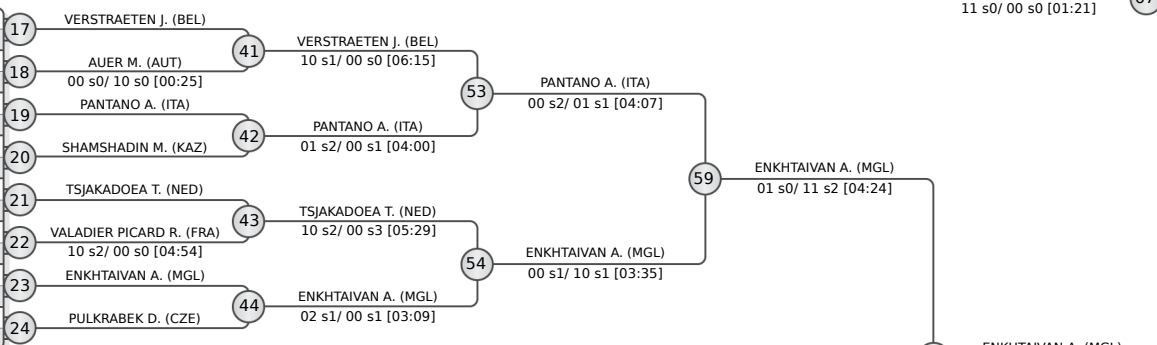 11 s0/ 00 s0 [01:21]
17
VERSTRAETEN J. (BEL)
18
AUER M. (AUT)
00 s0/ 10 s0 [00:25]
19
PANTANO A. (ITA)
20
SHAMSHADIN M. (KAZ)
21
TSJAKADOEA T. (NED)
22
VALADIER PICARD R. (FRA)
10 s2/ 00 s0 [04:54]
23
ENKHTAIVAN A. (MGL)
24
PULKRABEK D. (CZE)
41
VERSTRAETEN J. (BEL)
10 s1/ 00 s0 [06:15]
42
PANTANO A. (ITA)
01 s2/ 00 s1 [04:00]
43
TSJAKADOEA T. (NED)
10 s2/ 00 s3 [05:29]
44
ENKHTAIVAN A. (MGL)
02 s1/ 00 s1 [03:09]
53
PANTANO A. (ITA)
00 s2/ 01 s1 [04:07]
54
ENKHTAIVAN A. (MGL)
00 s1/ 10 s1 [03:35]
59
ENKHTAIVAN A. (MGL)
01 s0/ 11 s2 [04:24]
ENKHTAIVAN A. (MGL)